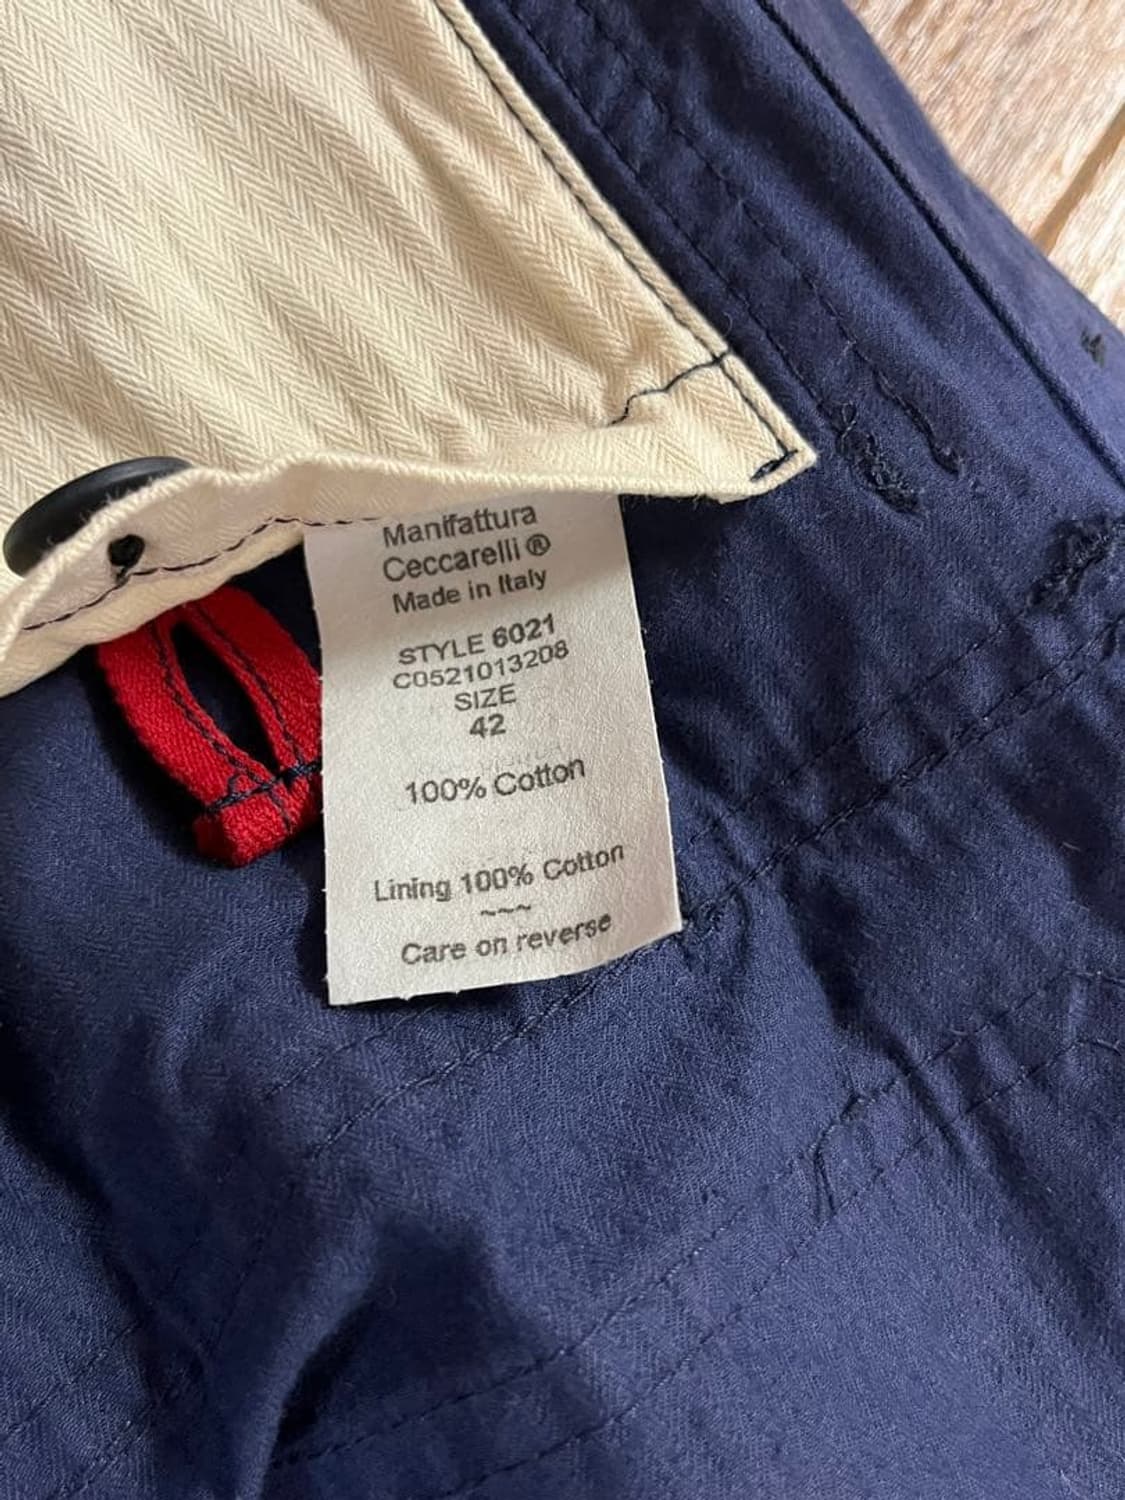 Manifattura
Ceccarelli ®
Made in Italy
STYLE 6021
C0521013208
SIZE
42
100% Cotton
Lining 100% Cotton
~~~
Care on reverse